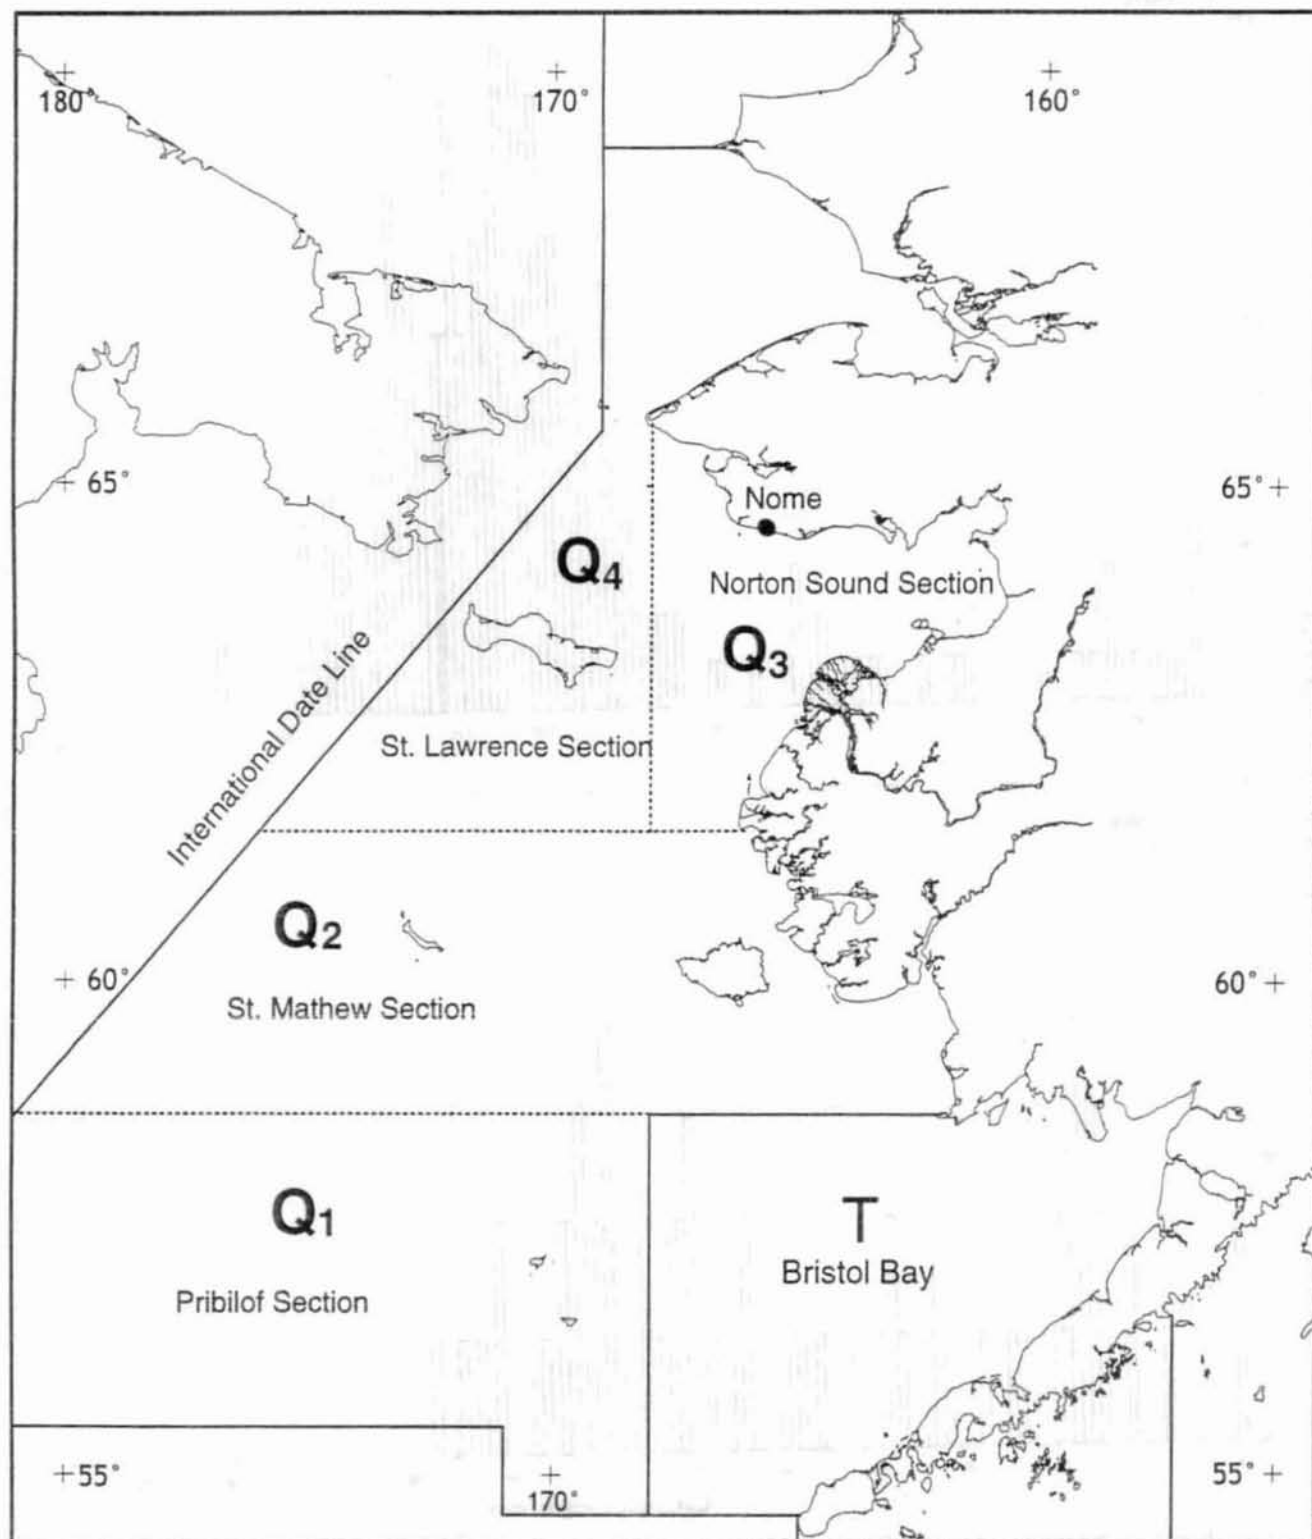 180°
170°
160°
65°
Nome
65°
Q4
Norton Sound Section
Q3
International Date Line
St. Lawrence Section
Q2
60°
60°
St. Mathew Section
Q1
T
Bristol Bay
Pribilof Section
55°
170°
55°